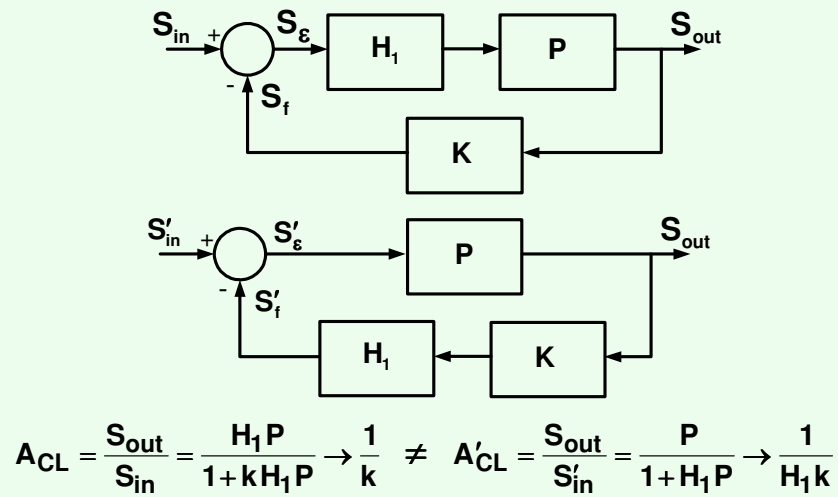 S_in + S_ε H_1 P S_out
- S_f
K
S'_in + S'_ε P S_out
- S'_f
H_1 K
A_CL = S_out / S_in = H_1 P / (1 + k H_1 P) → 1 / k ≠ A'_CL = S_out / S'_in = P / (1 + H_1 P) → 1 / (H_1 k)